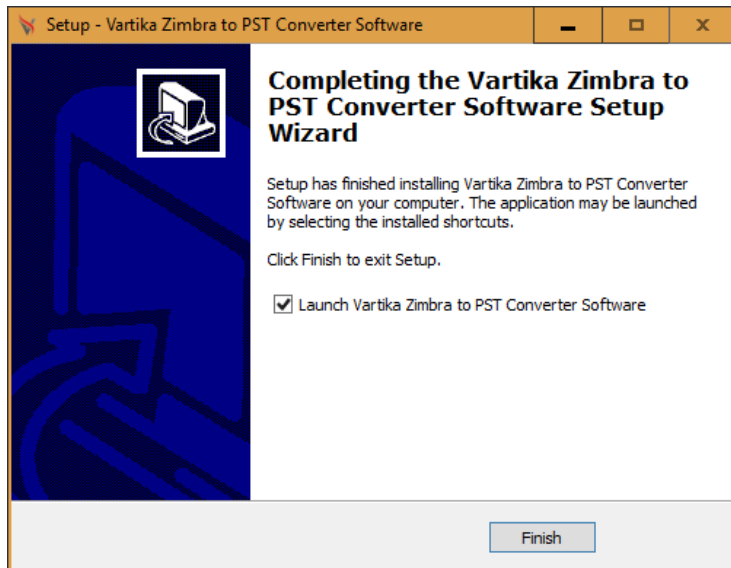 Setup - Vartika Zimbra to PST Converter Software
Completing the Vartika Zimbra to
PST Converter Software Setup
Wizard
Setup has finished installing Vartika Zimbra to PST Converter
Software on your computer. The application may be launched
by selecting the installed shortcuts.
Click Finish to exit Setup.
Launch Vartika Zimbra to PST Converter Software
Finish